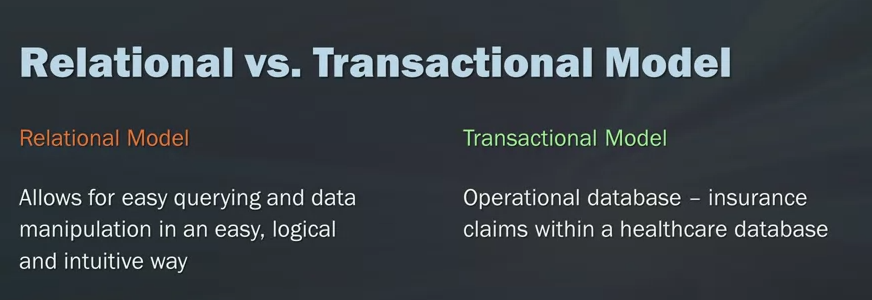 Relational vs. Transactional Model
Relational Model
Allows for easy querying and data
manipulation in an easy, logical
and intuitive way
Transactional Model
Operational database – insurance
claims within a healthcare database